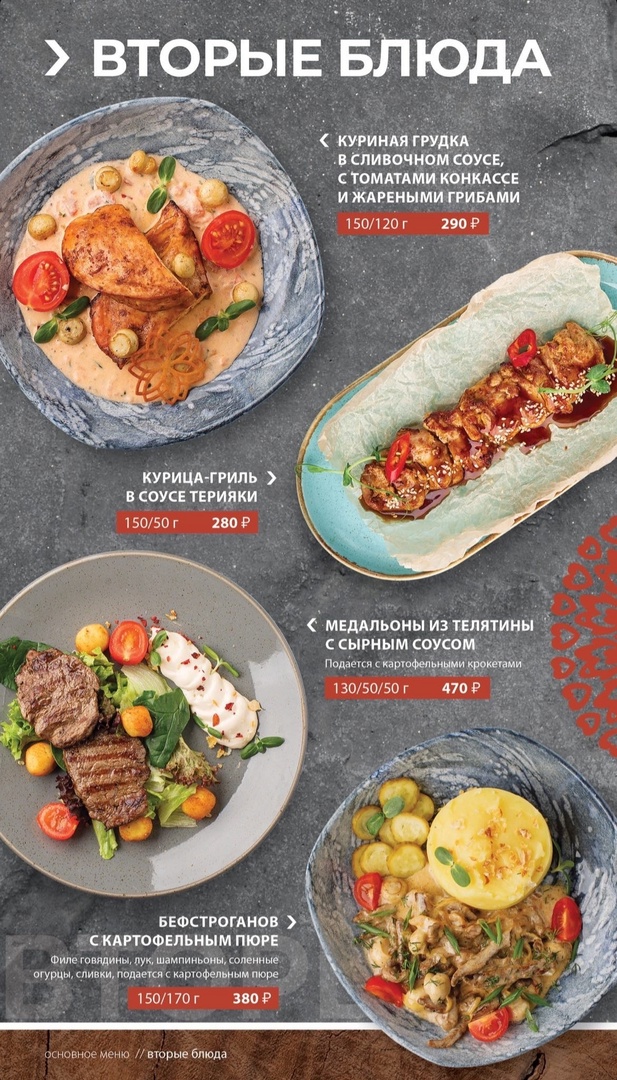 ВТОРЫЕ БЛЮДА
КУРИНАЯ ГРУДКА
В СЛИВОЧНОМ СОУСЕ,
С ТОМАТАМИ КОНКАССЕ
И ЖАРЕНЫМИ ГРИБАМИ
150/120 г 290 ₽
КУРИЦА-ГРИЛЬ
В СОУСЕ ТЕРИЯКИ
150/50 г 280 ₽
МЕДАЛЬОНЫ ИЗ ТЕЛЯТИНЫ
С СЫРНЫМ СОУСОМ
Подается с картофельными крокетами
130/50/50 г 470 ₽
БЕФСТРОГАНОВ
С КАРТОФЕЛЬНЫМ ПЮРЕ
Филе говядины, лук, шампиньоны, соленные
огурцы, сливки, подается с картофельным пюре
150/170 г 380 ₽
основное меню // вторые блюда